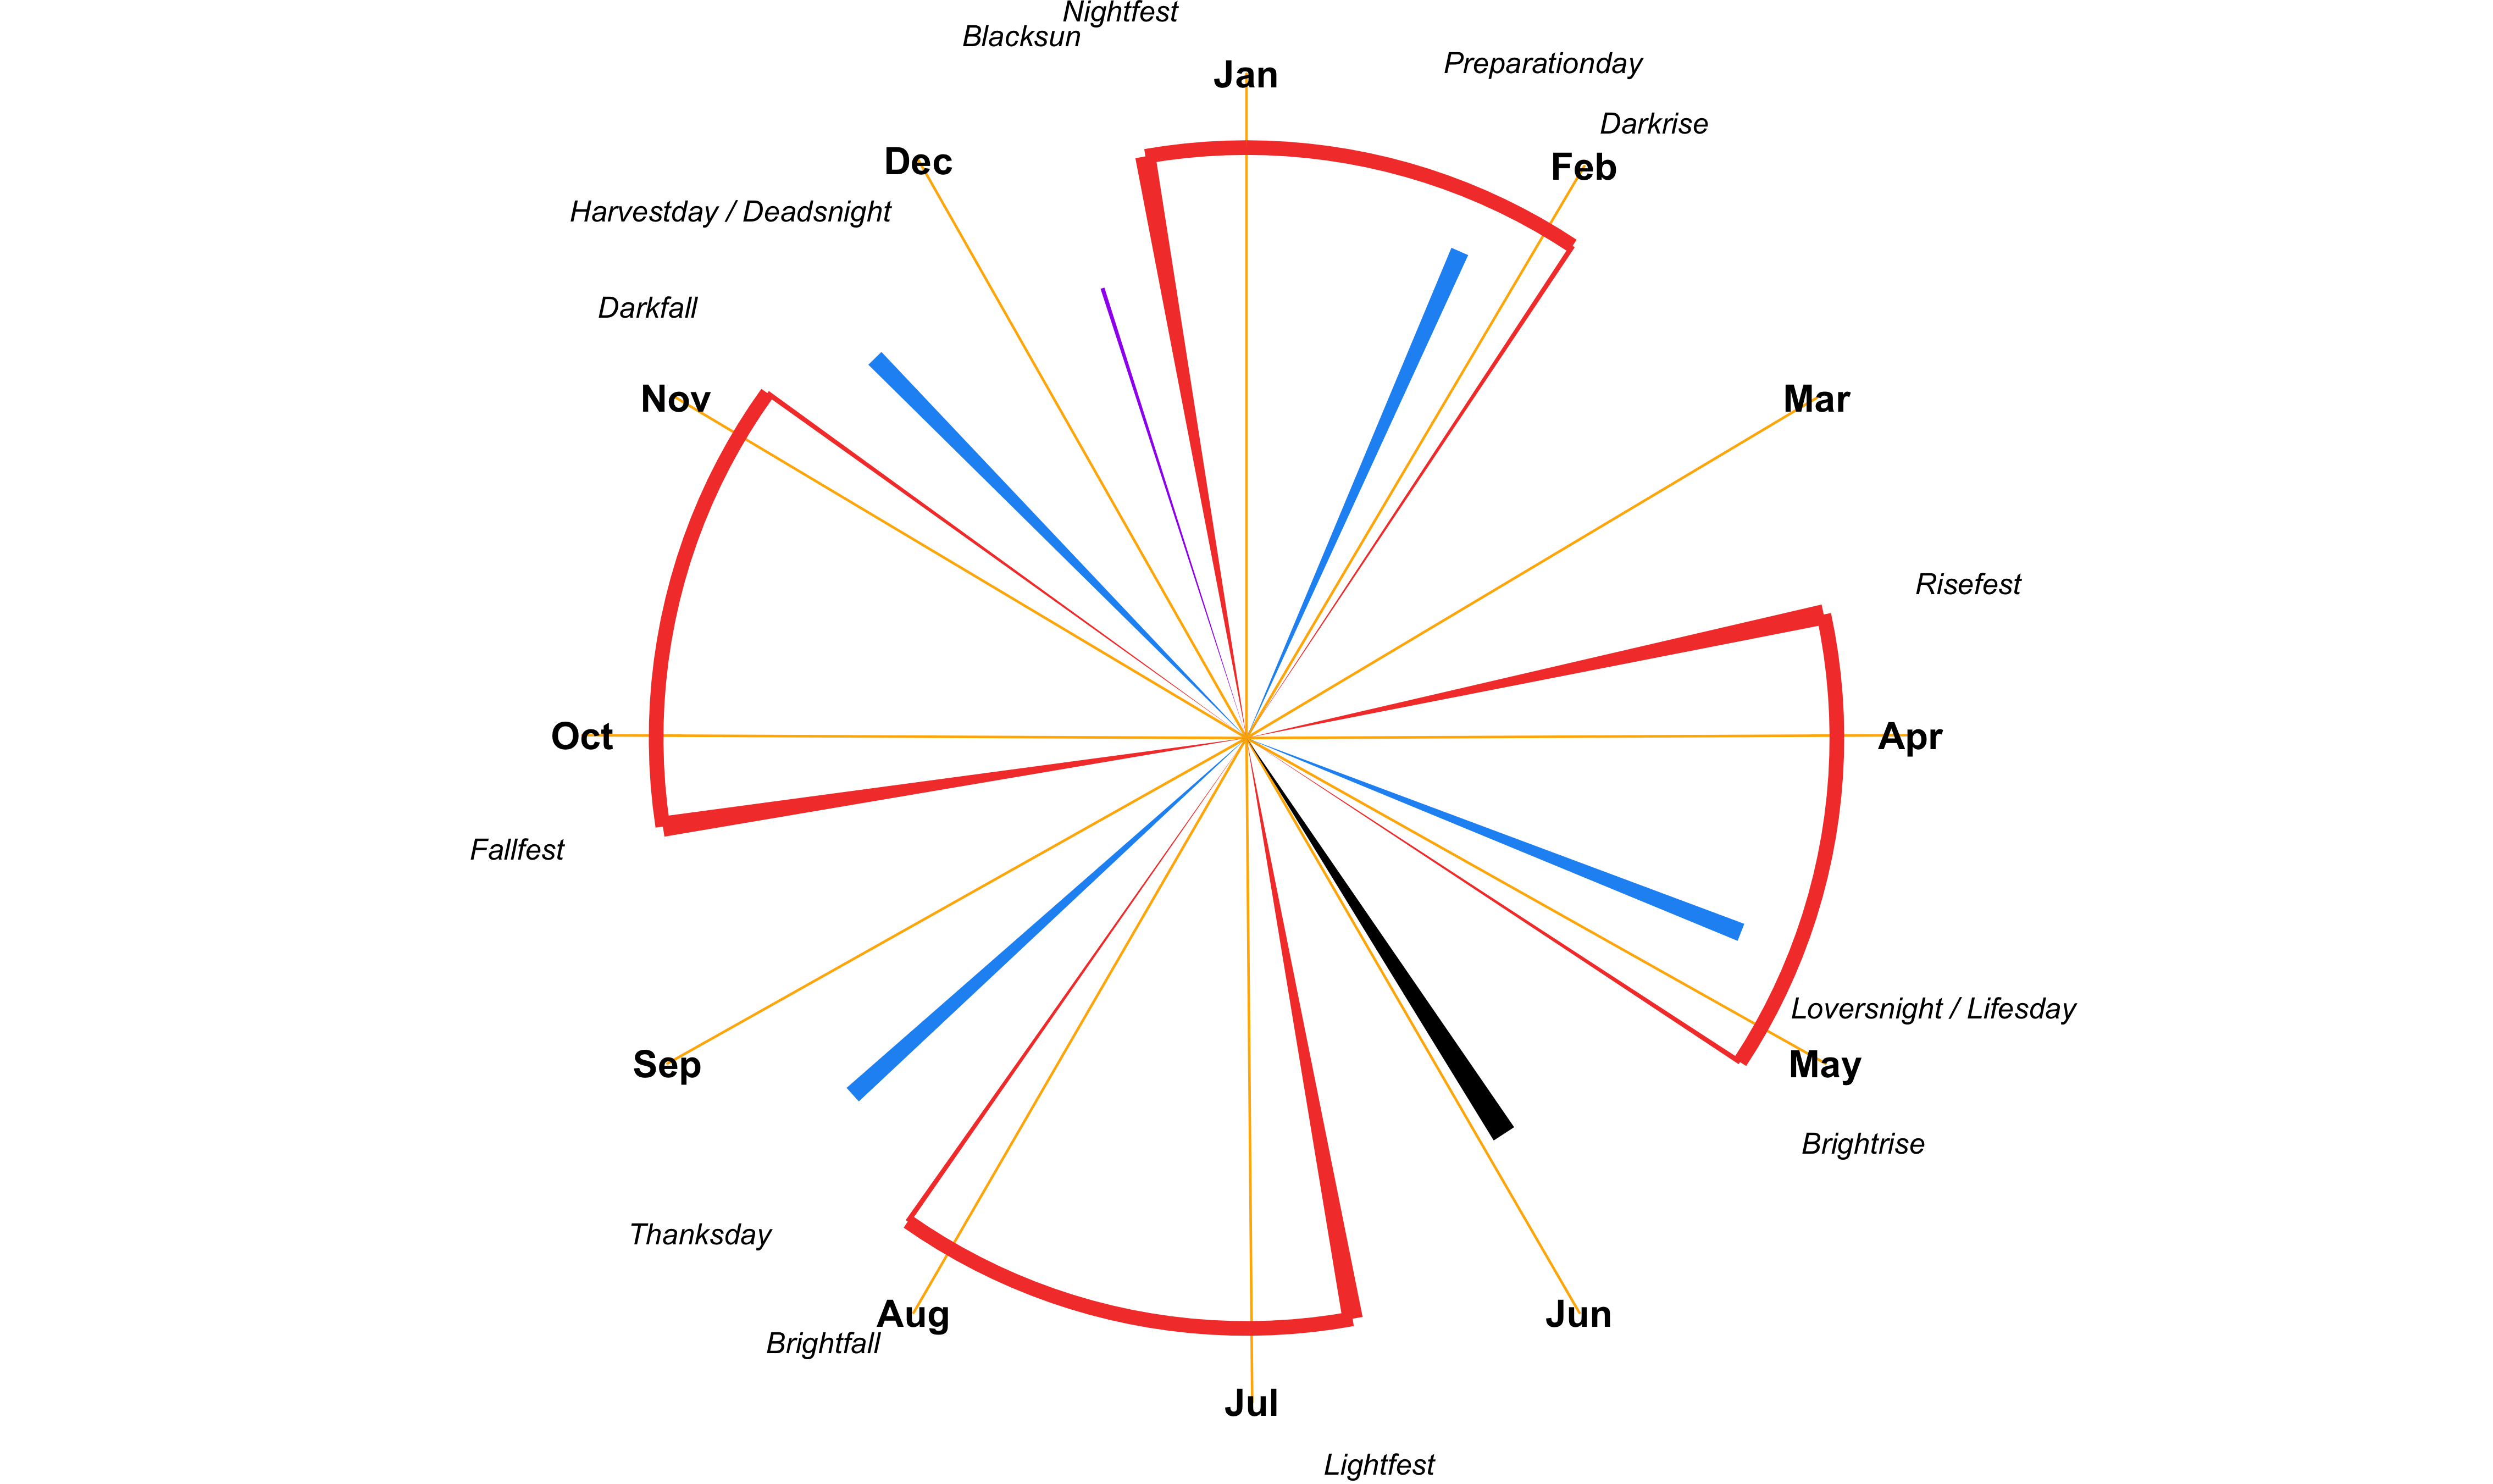 Nightfest
Blacksun
Jan
Preparationday
Darkrise
Dec
Feb
Harvestday / Deadsnight
Darkfall
Nov
Mar
Risefest
Oct
Apr
Fallfest
Loversnight / Lifesday
Sep
May
Brightrise
Thanksday
Aug
Jun
Brightfall
Jul
Lightfest